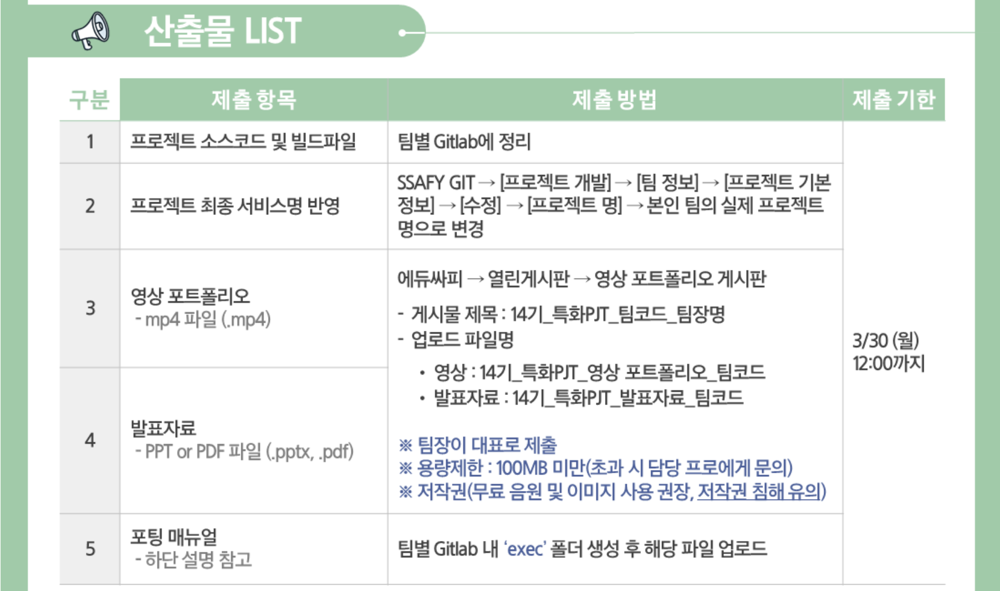 산출물 LIST
구분
제출 항목
제출 방법
제출 기한
1
프로젝트 소스코드 및 빌드파일
팀별 Gitlab에 정리
2
프로젝트 최종 서비스명 반영
SSAFY GIT → [프로젝트 개발] → [팀 정보] → [프로젝트 기본
정보] → [수정] → [프로젝트 명] → 본인 팀의 실제 프로젝트
명으로 변경
3
영상 포트폴리오
- mp4 파일 (.mp4)
에듀싸피 → 열린게시판 → 영상 포트폴리오 게시판
- 게시물 제목 : 14기_특화PJT_팀코드_팀장명
- 업로드 파일명
• 영상 : 14기_특화PJT_영상 포트폴리오_팀코드
• 발표자료 : 14기_특화PJT_발표자료_팀코드
※ 팀장이 대표로 제출
※ 용량제한 : 100MB 미만(초과 시 담당 프로에게 문의)
※ 저작권(무료 음원 및 이미지 사용 권장, 저작권 침해 유의)
4
발표자료
- PPT or PDF 파일 (.pptx, .pdf)
5
포팅 매뉴얼
- 하단 설명 참고
팀별 Gitlab 내 ‘exec’ 폴더 생성 후 해당 파일 업로드
3/30 (월)
12:00까지